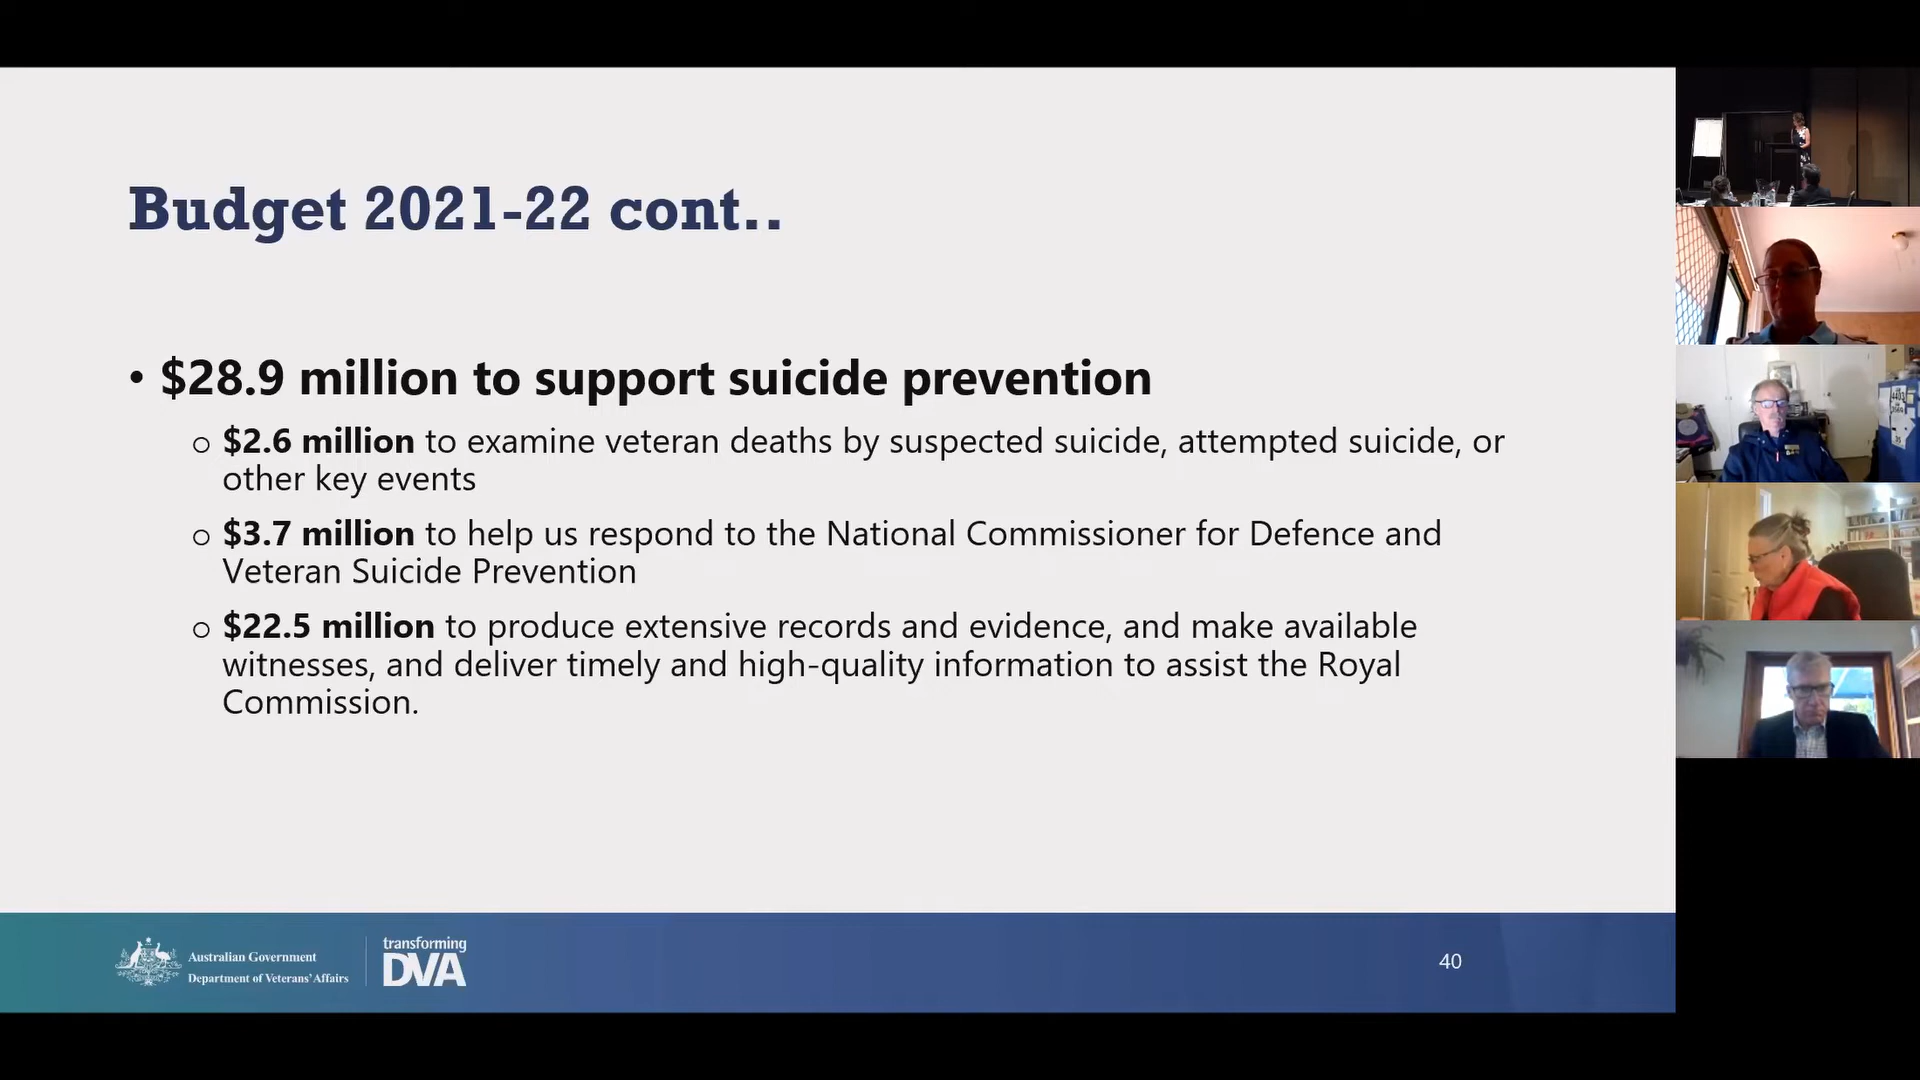 Budget 2021-22 cont..
• $28.9 million to support suicide prevention
o $2.6 million to examine veteran deaths by suspected suicide, attempted suicide, or
other key events
o $3.7 million to help us respond to the National Commissioner for Defence and
Veteran Suicide Prevention
o $22.5 million to produce extensive records and evidence, and make available
witnesses, and deliver timely and high-quality information to assist the Royal
Commission.
Australian Government
Department of Veterans' Affairs
transforming
DVA
40